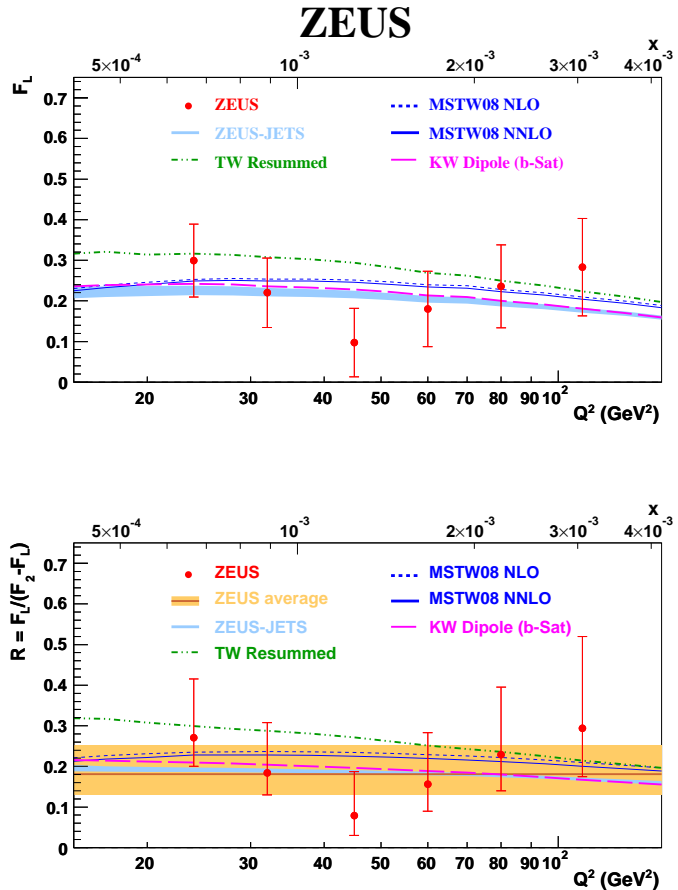 ZEUS
x
5×10⁻⁴ 10⁻³ 2×10⁻³ 3×10⁻³ 4×10⁻³
F_L
0.7
0.6
0.5
0.4
0.3
0.2
0.1
0
ZEUS MSTW08 NLO
ZEUS-JETS MSTW08 NNLO
TW Resummed KW Dipole (b-Sat)
20 30 40 50 60 70 80 90 10²
Q² (GeV²)
x
5×10⁻⁴ 10⁻³ 2×10⁻³ 3×10⁻³ 4×10⁻³
R = F_L/(F₂-F_L)
0.7
0.6
0.5
0.4
0.3
0.2
0.1
0
ZEUS MSTW08 NLO
ZEUS average MSTW08 NNLO
ZEUS-JETS KW Dipole (b-Sat)
TW Resummed
20 30 40 50 60 70 80 90 10²
Q² (GeV²)